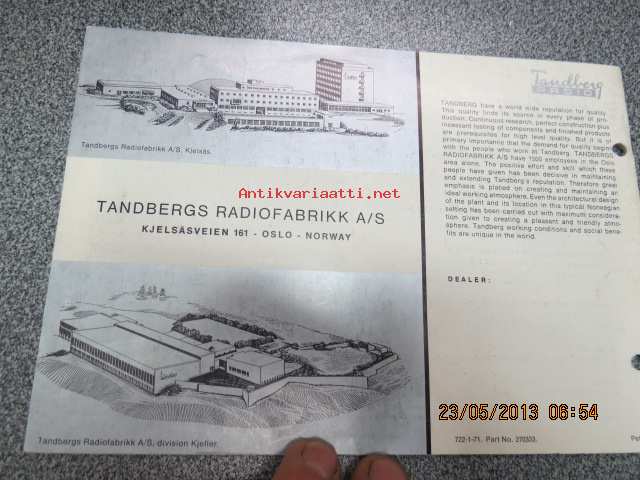 Tandbergs Radiofabrikk A/S, Kjelsås.
Antikvariaatti.net
TANDBERGS RADIOFABRIKK A/S
KJELSÅSVEIEN 161 - OSLO - NORWAY
Tandbergs Radiofabrikk A/S, division Kjeller.
Tandberg
RADIO
TANDBERG have a world wide reputation for quality.
This quality finds its source in every phase of pro-
duction. Continuous research, perfect construction plus
incessant testing of components and finished products
are prerequisites for high level quality. But it is of
primary importance that the demand for quality begin
with the people who work at Tandberg. TANDBERGS
RADIOFABRIKK A/S have 1500 employees in the Oslo
area alone. The positive effort and skill which these
people have given has been decisive in maintaining
and extending Tandberg's reputation. Therefore great
emphasis is placed on creating and maintaining an
ideal working atmosphere. Even the architectural design
of the plant and its location in this typical Norwegian
setting has been carried out with maximum considera-
tion given to creating a pleasant and friendly atmo-
sphere. Tandberg working conditions and social bene-
fits are unique in the world.
DEALER:
23/05/2013 06:54
722-1-71. Part No. 270333.